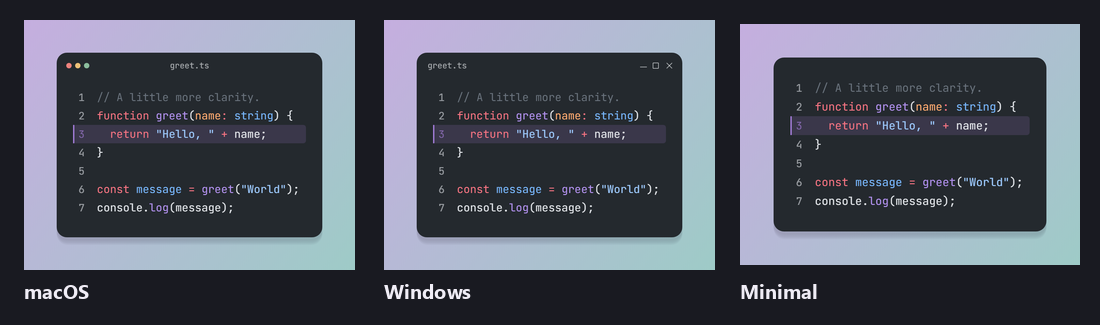 greet.ts
1 // A little more clarity.
2 function greet(name: string) {
3   return "Hello, " + name;
4 }
5
6 const message = greet("World");
7 console.log(message);
macOS
greet.ts
1 // A little more clarity.
2 function greet(name: string) {
3   return "Hello, " + name;
4 }
5
6 const message = greet("World");
7 console.log(message);
Windows
1 // A little more clarity.
2 function greet(name: string) {
3   return "Hello, " + name;
4 }
5
6 const message = greet("World");
7 console.log(message);
Minimal